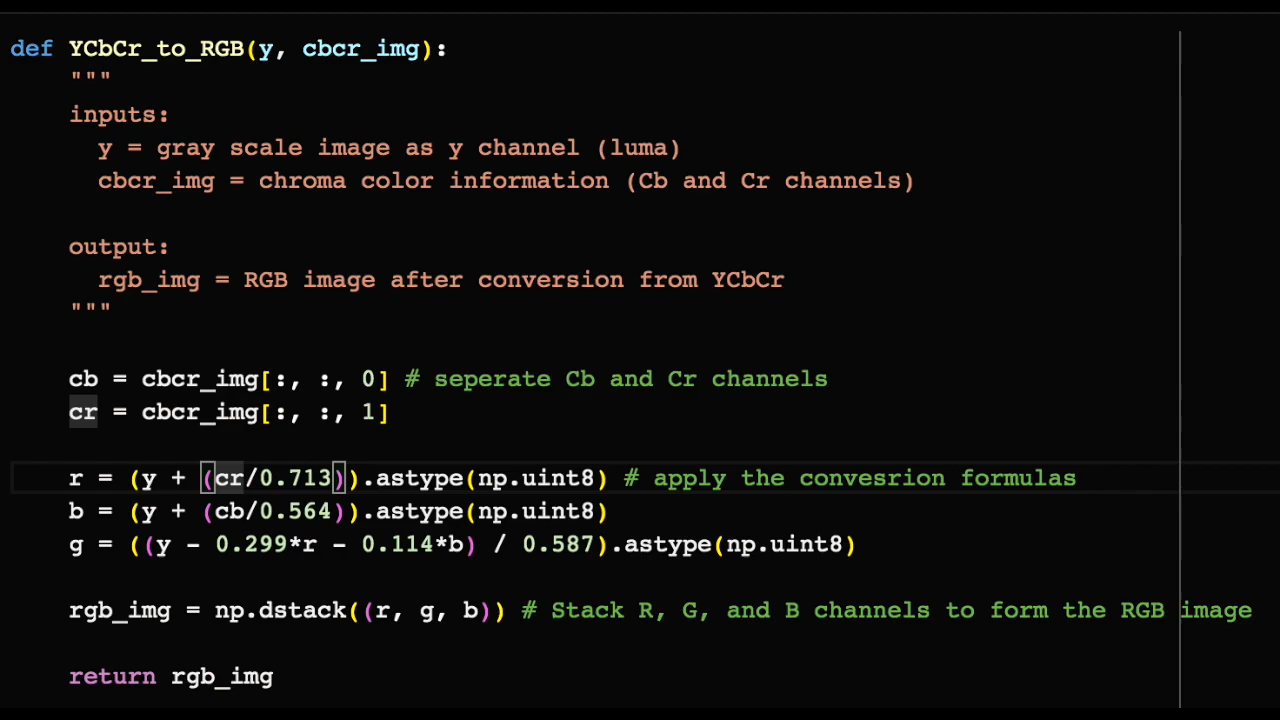 def YCbCr_to_RGB(y, cbcr_img):
    """
    inputs:
      y = gray scale image as y channel (luma)
      cbcr_img = chroma color information (Cb and Cr channels)

    output:
      rgb_img = RGB image after conversion from YCbCr
    """

    cb = cbcr_img[:, :, 0] # seperate Cb and Cr channels
    cr = cbcr_img[:, :, 1]

    r = (y + (cr/0.713)).astype(np.uint8) # apply the convesrion formulas
    b = (y + (cb/0.564)).astype(np.uint8)
    g = ((y - 0.299*r - 0.114*b) / 0.587).astype(np.uint8)

    rgb_img = np.dstack((r, g, b)) # Stack R, G, and B channels to form the RGB image

    return rgb_img